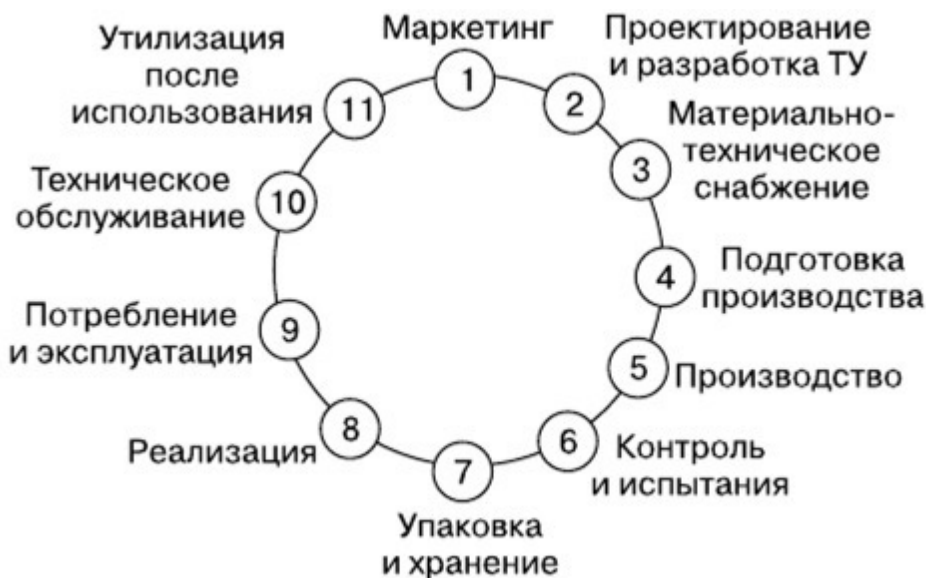 Маркетинг
1
Проектирование
и разработка ТУ
2
Материально-
техническое
снабжение
3
Подготовка
производства
4
Производство
5
Контроль
и испытания
6
Упаковка
и хранение
7
Реализация
8
Потребление
и эксплуатация
9
Техническое
обслуживание
10
Утилизация
после
использования
11